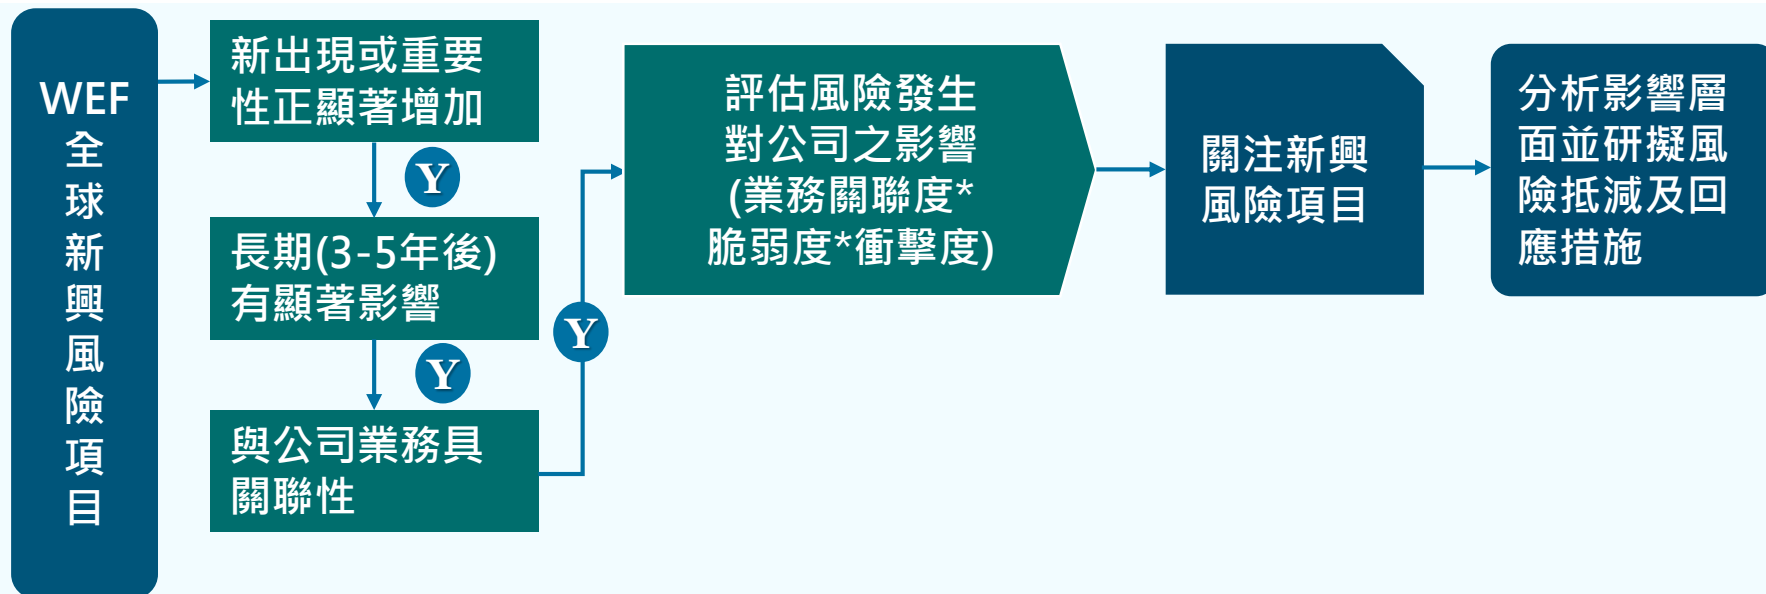 WEF
全
球
新
興
風
險
項
目
新出現或重要
性正顯著增加
Y
長期(3-5年後)
有顯著影響
Y
與公司業務具
關聯性
Y
評估風險發生
對公司之影響
(業務關聯度*
脆弱度*衝擊度)
關注新興
風險項目
分析影響層
面並研擬風
險抵減及回
應措施